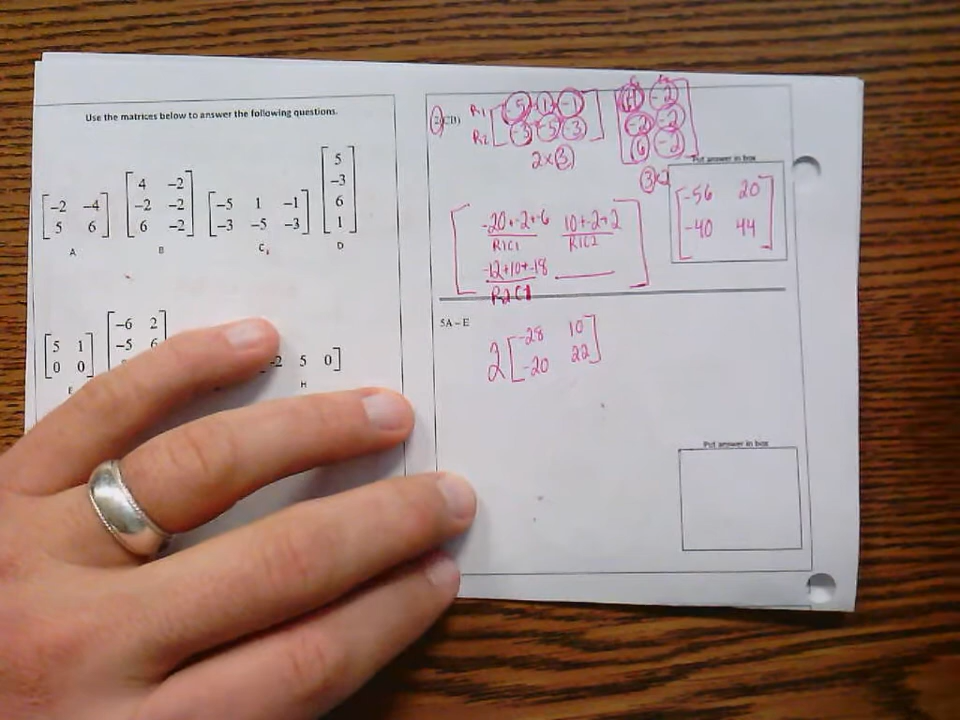 Use the matrices below to answer the following questions.
-2 -4
5 6
A
4 -2
-2 -2
6 -2
B
-5 1 -1
-3 -5 -3
C
5
-3
6
1
D
5 1
0 0
-6 2
-5 6
-2 5 0
H
2(CB)
R1 -5 1 -1
R2 -3 -5 -3
2x3
4 -2
-2 -2
6 -2
3x2
Put answer in box
-56 20
-40 44
-20+-2+-6 10+-2+2
R1C1 R1C2
-12+10+-18
R2C1
5A – E
2 -28 10
-20 22
Put answer in box